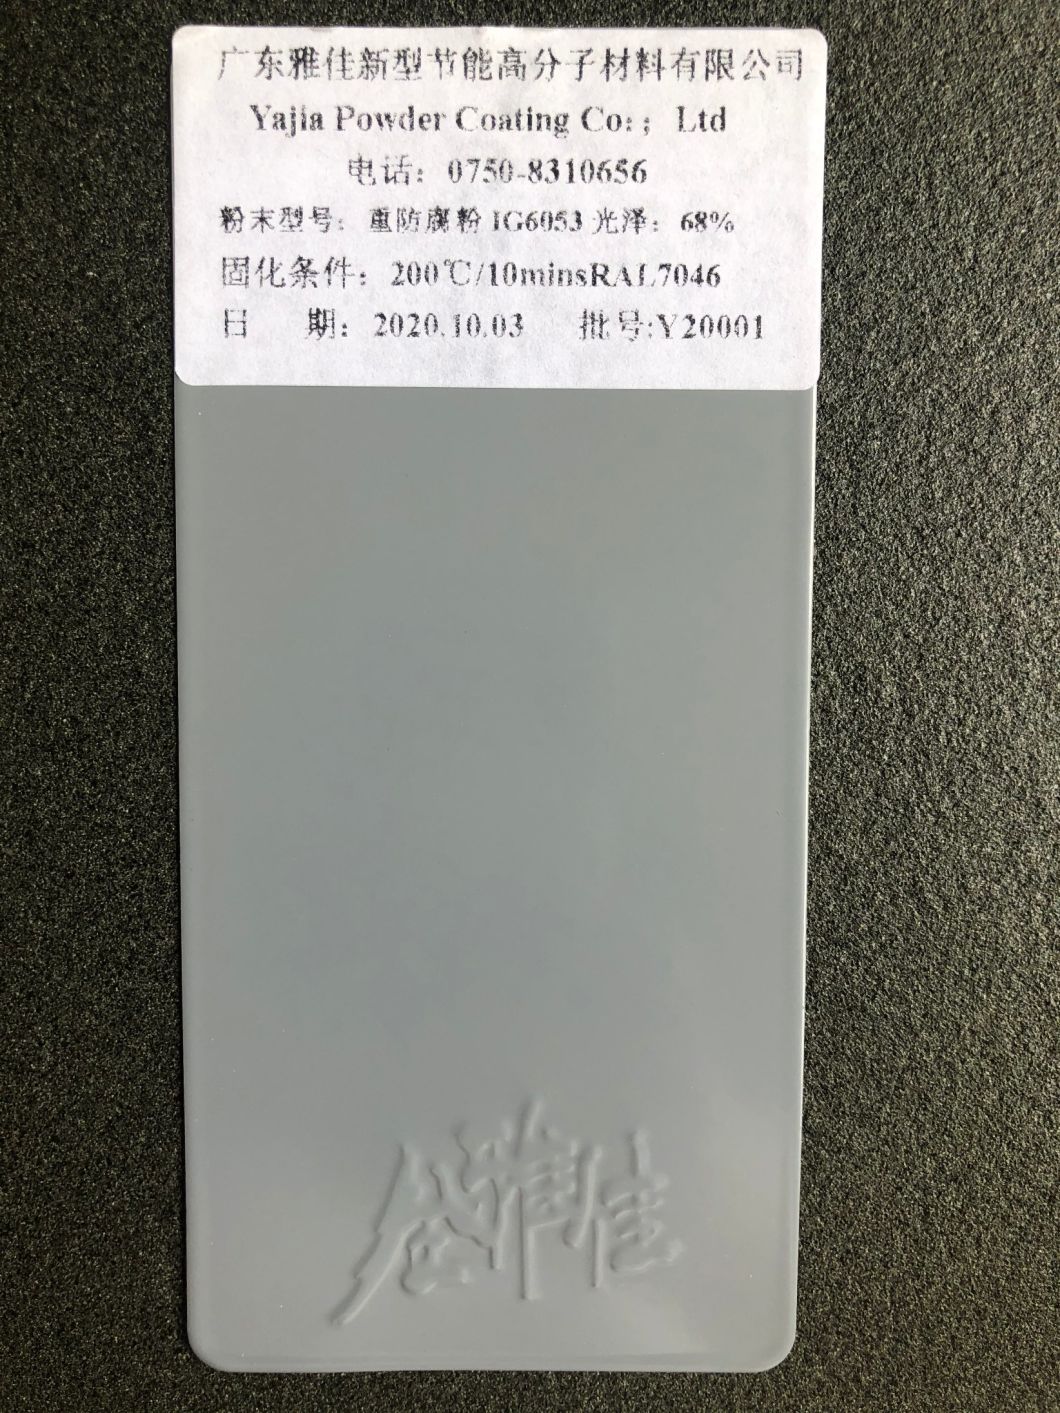 广东雅佳新型节能高分子材料有限公司
Yajia Powder Coating Co:; Ltd
电话：0750-8310656
粉末型号：重防腐粉 IG6053 光泽：68%
固化条件：200℃/10minsRAL7046
日 期：2020.10.03 批号:Y20001
雅佳